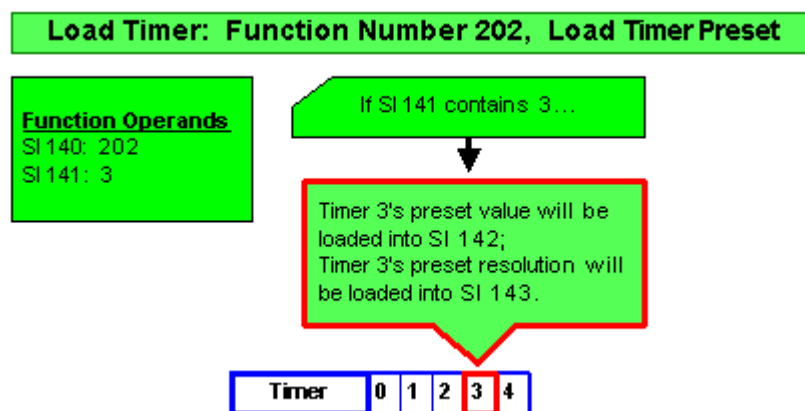 Load Timer: Function Number 202, Load Timer Preset
Function Operands
SI 140: 202
SI 141: 3
If SI 141 contains 3...
Timer 3's preset value will be
loaded into SI 142;
Timer 3's preset resolution will
be loaded into SI 143.
Timer 0 1 2 3 4